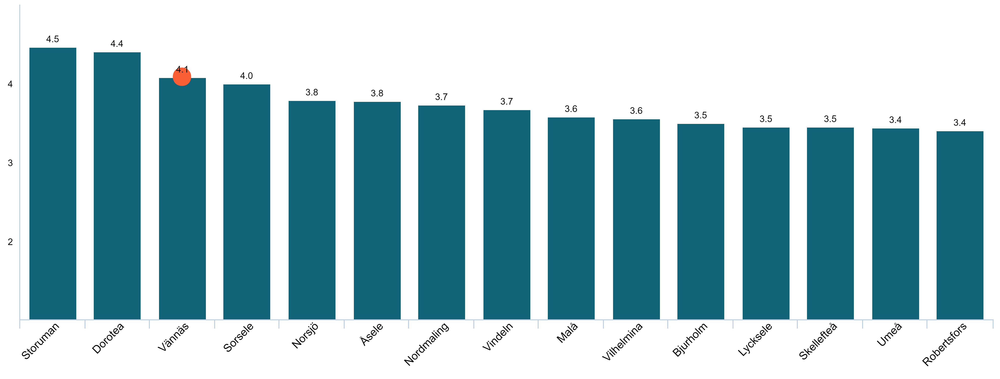 4.5
4.4
4.1
4.0
3.8
3.8
3.7
3.7
3.6
3.6
3.5
3.5
3.5
3.4
3.4
4
3
2
Storuman
Dorotea
Vännäs
Sorsele
Norsjö
Åsele
Nordmaling
Vindeln
Malå
Vilhelmina
Bjurholm
Lycksele
Skellefteå
Umeå
Robertsfors